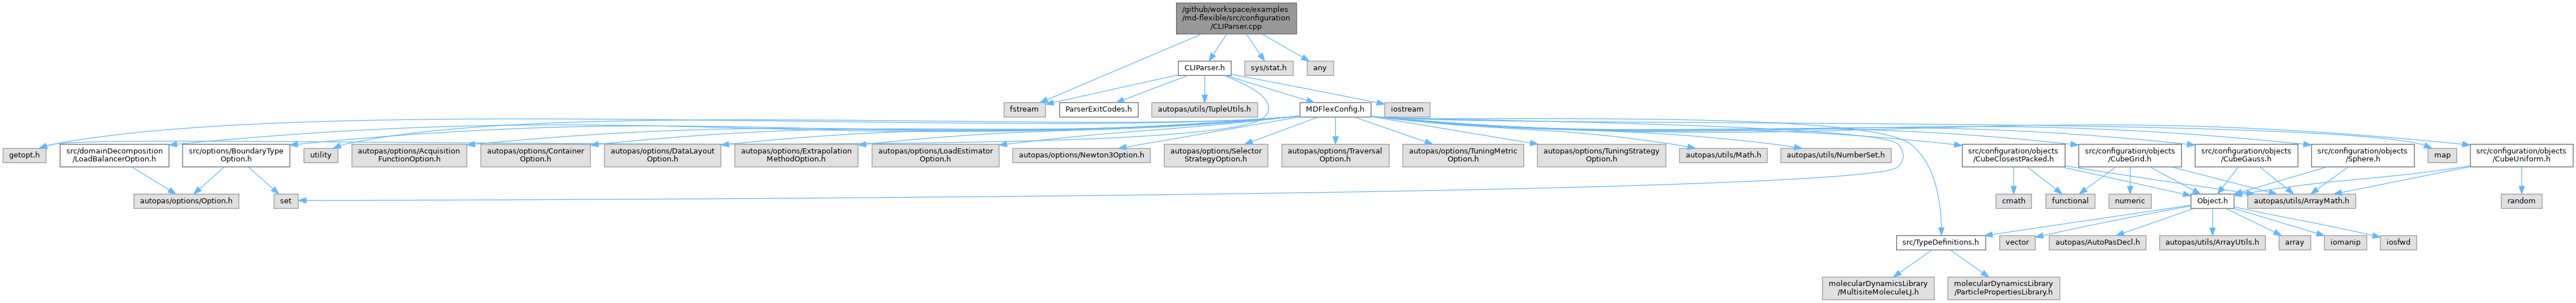 /github/workspace/examples
/md-flexible/src/configuration
/CLIParser.cpp
CLIParser.h
sys/stat.h
any
fstream
ParserExitCodes.h
autopas/utils/TupleUtils.h
MDFlexConfig.h
iostream
getopt.h
src/domainDecomposition
/LoadBalancerOption.h
src/options/BoundaryType
Option.h
utility
autopas/options/Acquisition
FunctionOption.h
autopas/options/Container
Option.h
autopas/options/DataLayout
Option.h
autopas/options/Extrapolation
MethodOption.h
autopas/options/LoadEstimator
Option.h
autopas/options/Newton3Option.h
autopas/options/Selector
StrategyOption.h
autopas/options/Traversal
Option.h
autopas/options/TuningMetric
Option.h
autopas/options/TuningStrategy
Option.h
autopas/utils/Math.h
autopas/utils/NumberSet.h
src/configuration/objects
/CubeClosestPacked.h
src/configuration/objects
/CubeGrid.h
src/configuration/objects
/CubeGauss.h
src/configuration/objects
/Sphere.h
map
src/configuration/objects
/CubeUniform.h
autopas/options/Option.h
set
cmath
functional
numeric
Object.h
autopas/utils/ArrayMath.h
random
src/TypeDefinitions.h
vector
autopas/AutoPasDecl.h
autopas/utils/ArrayUtils.h
array
iomanip
iosfwd
molecularDynamicsLibrary
/MultisiteMoleculeLJ.h
molecularDynamicsLibrary
/ParticlePropertiesLibrary.h